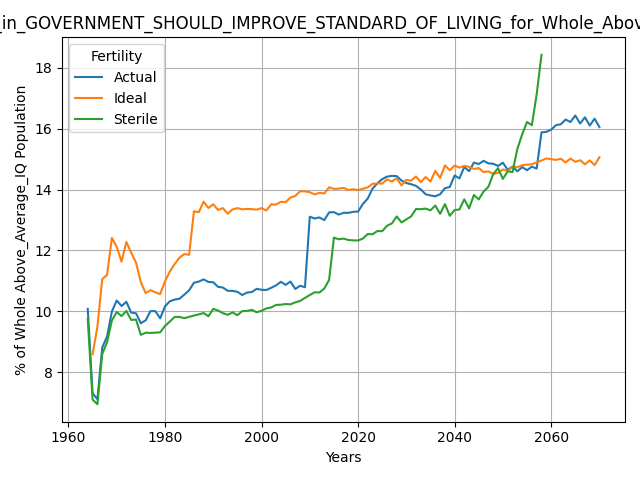 _in_GOVERNMENT_SHOULD_IMPROVE_STANDARD_OF_LIVING_for_Whole_Abov
Fertility
Actual
Ideal
Sterile
% of Whole Above_Average_IQ Population
18
16
14
12
10
8
1960
1980
2000
2020
2040
2060
Years